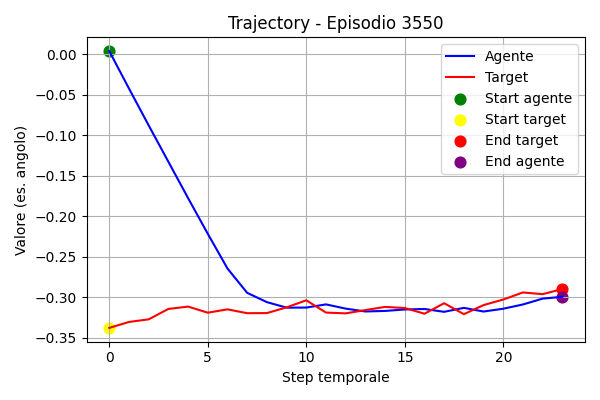 Trajectory - Episodio 3550
Valore (es. angolo)
0.00
−0.05
−0.10
−0.15
−0.20
−0.25
−0.30
−0.35
Agente
Target
Start agente
Start target
End target
End agente
0
5
10
15
20
Step temporale